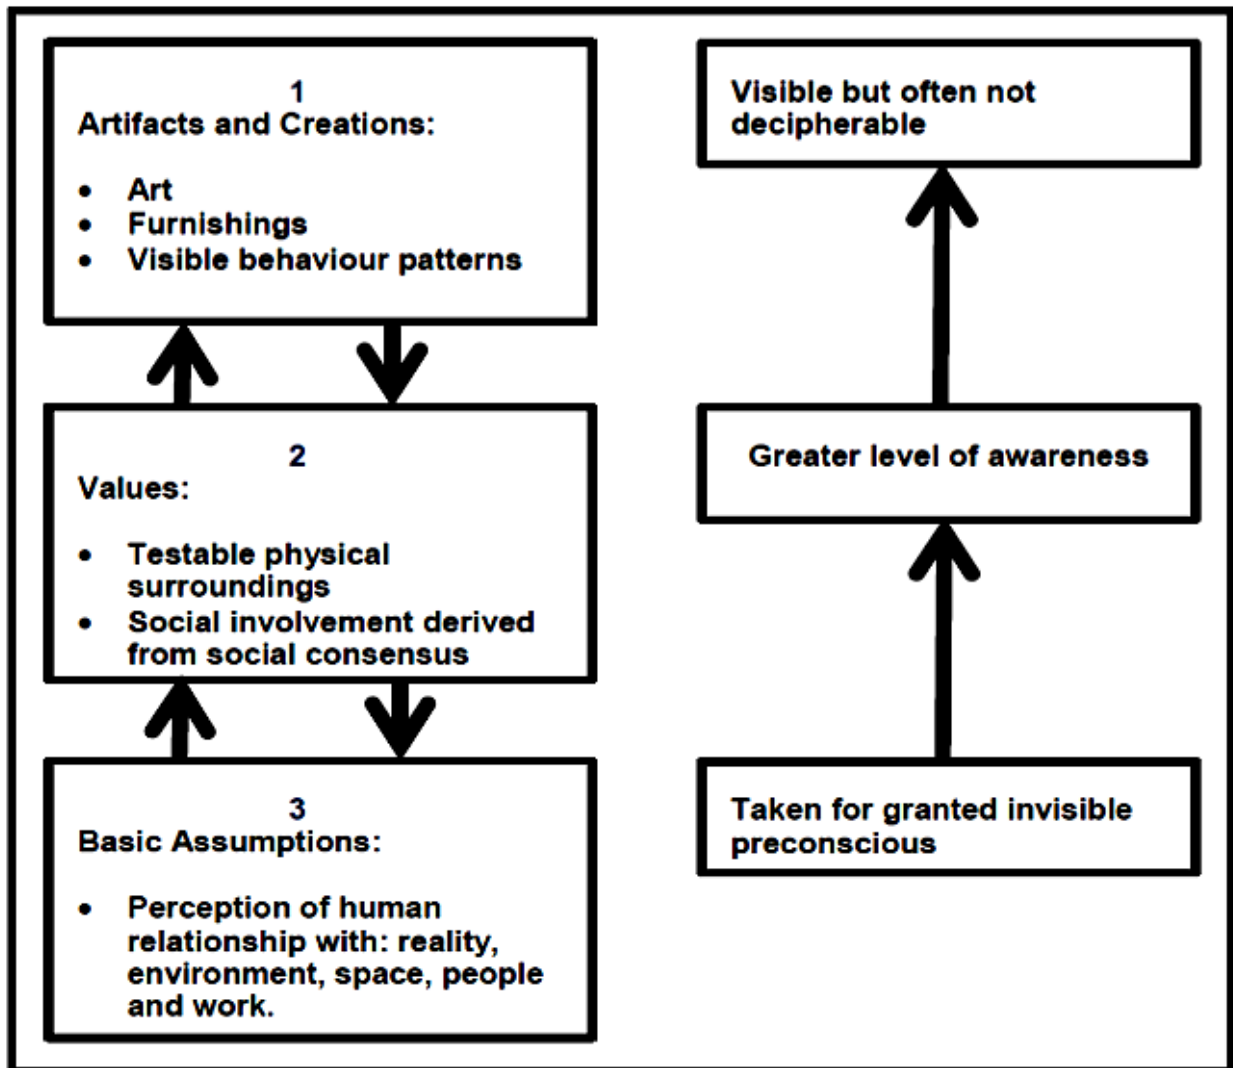 1
Artifacts and Creations:
• Art
• Furnishings
• Visible behaviour patterns
Visible but often not
decipherable
2
Values:
• Testable physical
surroundings
• Social involvement derived
from social consensus
Greater level of awareness
3
Basic Assumptions:
• Perception of human
relationship with: reality,
environment, space, people
and work.
Taken for granted invisible
preconscious